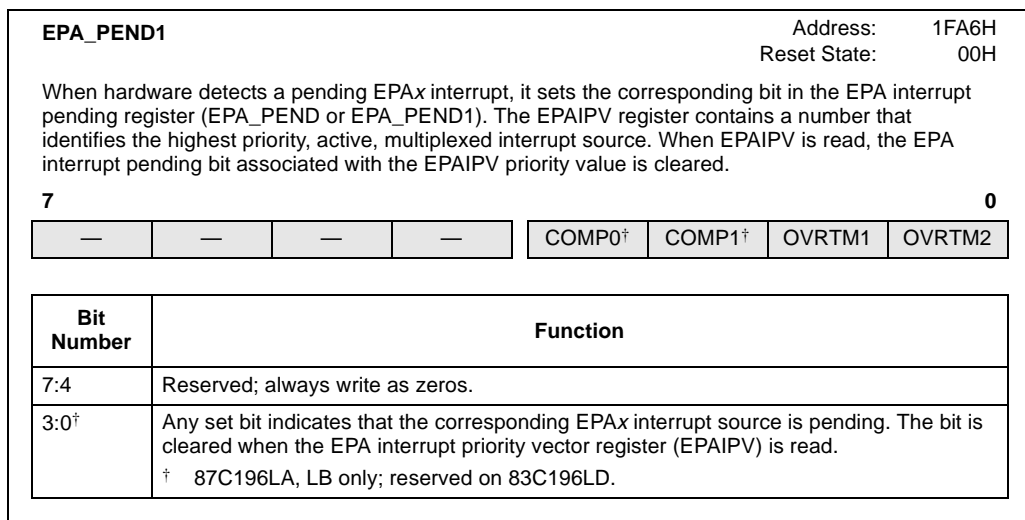 EPA_PEND1 Address: 1FA6H
Reset State: 00H
When hardware detects a pending EPAx interrupt, it sets the corresponding bit in the EPA interrupt
pending register (EPA_PEND or EPA_PEND1). The EPAIPV register contains a number that
identifies the highest priority, active, multiplexed interrupt source. When EPAIPV is read, the EPA
interrupt pending bit associated with the EPAIPV priority value is cleared.
7 0
— — — — COMP0† COMP1† OVRTM1 OVRTM2
Bit
Number
Function
7:4 Reserved; always write as zeros.
3:0† Any set bit indicates that the corresponding EPAx interrupt source is pending. The bit is
cleared when the EPA interrupt priority vector register (EPAIPV) is read.
† 87C196LA, LB only; reserved on 83C196LD.